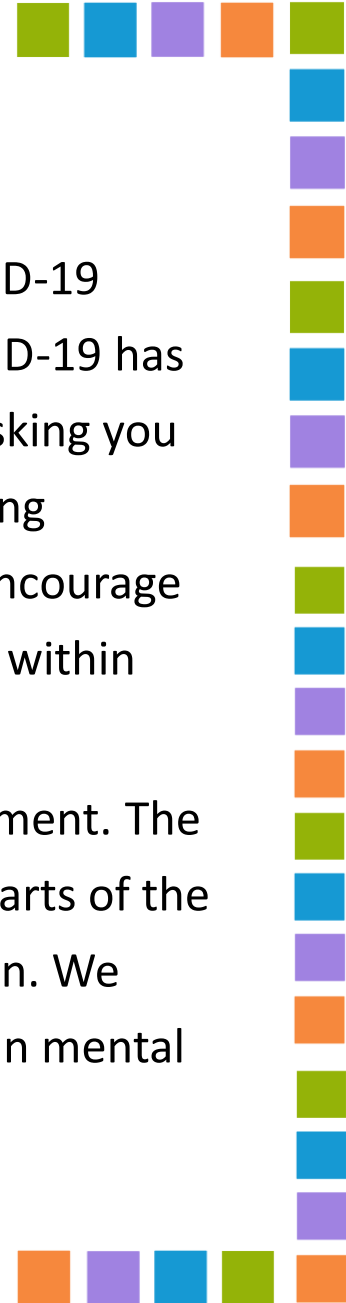 D-19
D-19 has
sking you
ng
ncourage
within
ment. The
arts of the
n. We
n mental